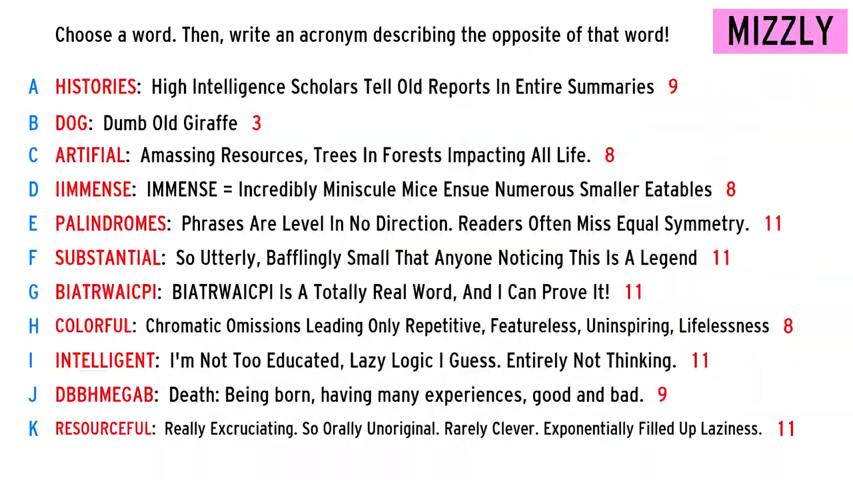 Choose a word. Then, write an acronym describing the opposite of that word!
MIZZLY
A HISTORIES: High Intelligence Scholars Tell Old Reports In Entire Summaries 9
B DOG: Dumb Old Giraffe 3
C ARTIFIAL: Amassing Resources, Trees In Forests Impacting All Life. 8
D IIMMENSE: IMMENSE = Incredibly Miniscule Mice Ensue Numerous Smaller Eatables 8
E PALINDROMES: Phrases Are Level In No Direction. Readers Often Miss Equal Symmetry. 11
F SUBSTANTIAL: So Utterly, Bafflingly Small That Anyone Noticing This Is A Legend 11
G BIATRWAICPI: BIATRWAICPI Is A Totally Real Word, And I Can Prove It! 11
H COLORFUL: Chromatic Omissions Leading Only Repetitive, Featureless, Uninspiring, Lifelessness 8
I INTELLIGENT: I'm Not Too Educated, Lazy Logic I Guess. Entirely Not Thinking. 11
J DBBHMEGAB: Death: Being born, having many experiences, good and bad. 9
K RESOURCEFUL: Really Excruciating. So Orally Unoriginal. Rarely Clever. Exponentially Filled Up Laziness. 11